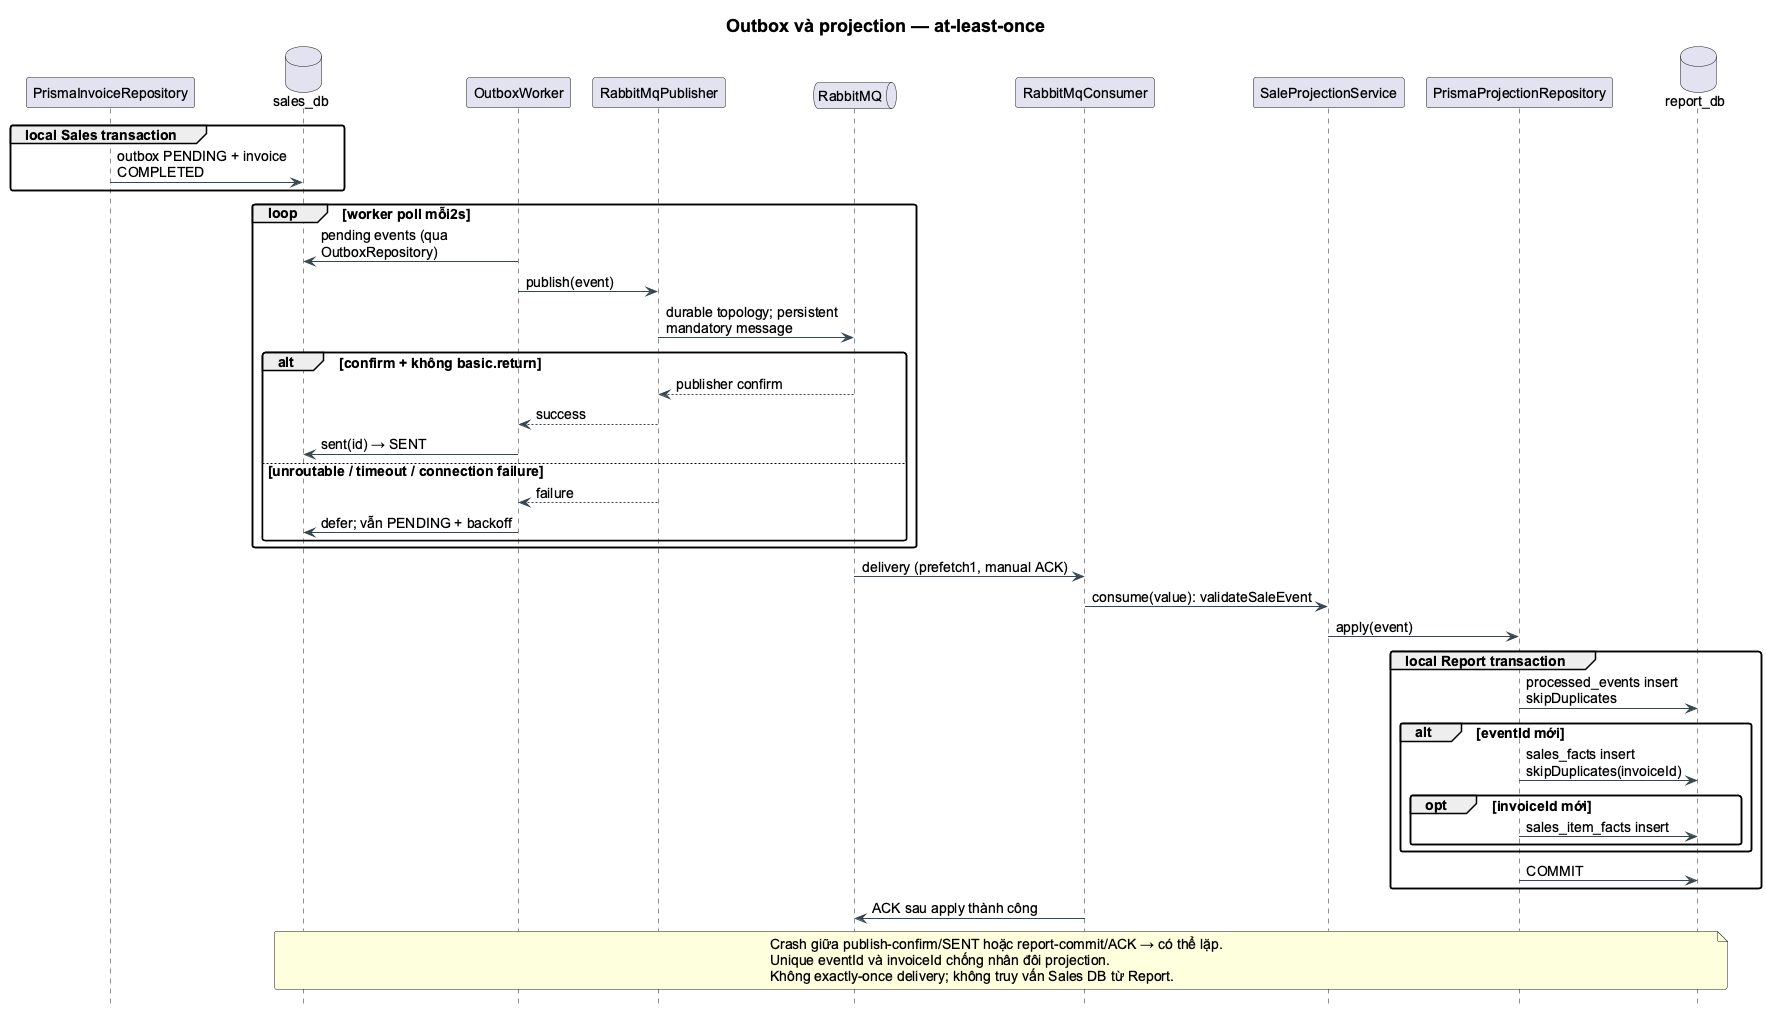 Outbox và projection — at-least-once
PrismaInvoiceRepository
sales_db
OutboxWorker
RabbitMqPublisher
RabbitMQ
RabbitMqConsumer
SaleProjectionService
PrismaProjectionRepository
report_db
local Sales transaction
outbox PENDING + invoice
COMPLETED
loop
[worker poll mỗi2s]
pending events (qua
OutboxRepository)
publish(event)
durable topology; persistent
mandatory message
alt
[confirm + không basic.return]
publisher confirm
success
sent(id) → SENT
[unroutable / timeout / connection failure]
failure
defer; vẫn PENDING + backoff
delivery (prefetch1, manual ACK)
consume(value): validateSaleEvent
apply(event)
local Report transaction
processed_events insert
skipDuplicates
alt
[eventId mới]
sales_facts insert
skipDuplicates(invoiceId)
opt
[invoiceId mới]
sales_item_facts insert
COMMIT
ACK sau apply thành công
Crash giữa publish-confirm/SENT hoặc report-commit/ACK → có thể lặp.
Unique eventId và invoiceId chống nhân đôi projection.
Không exactly-once delivery; không truy vấn Sales DB từ Report.